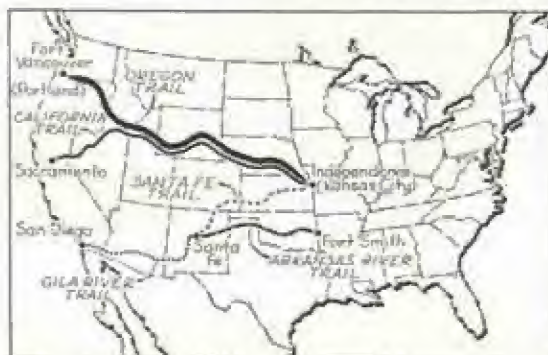 Fort
Vancouver
(Portland)
OREGON
TRAIL
CALIFORNIA
TRAIL
Sacramento
Independence
(Kansas City)
SANTA FE
TRAIL
San Diego
Santa
Fe
Fort Smith
ARKANSAS RIVER
TRAIL
GILA RIVER
TRAIL